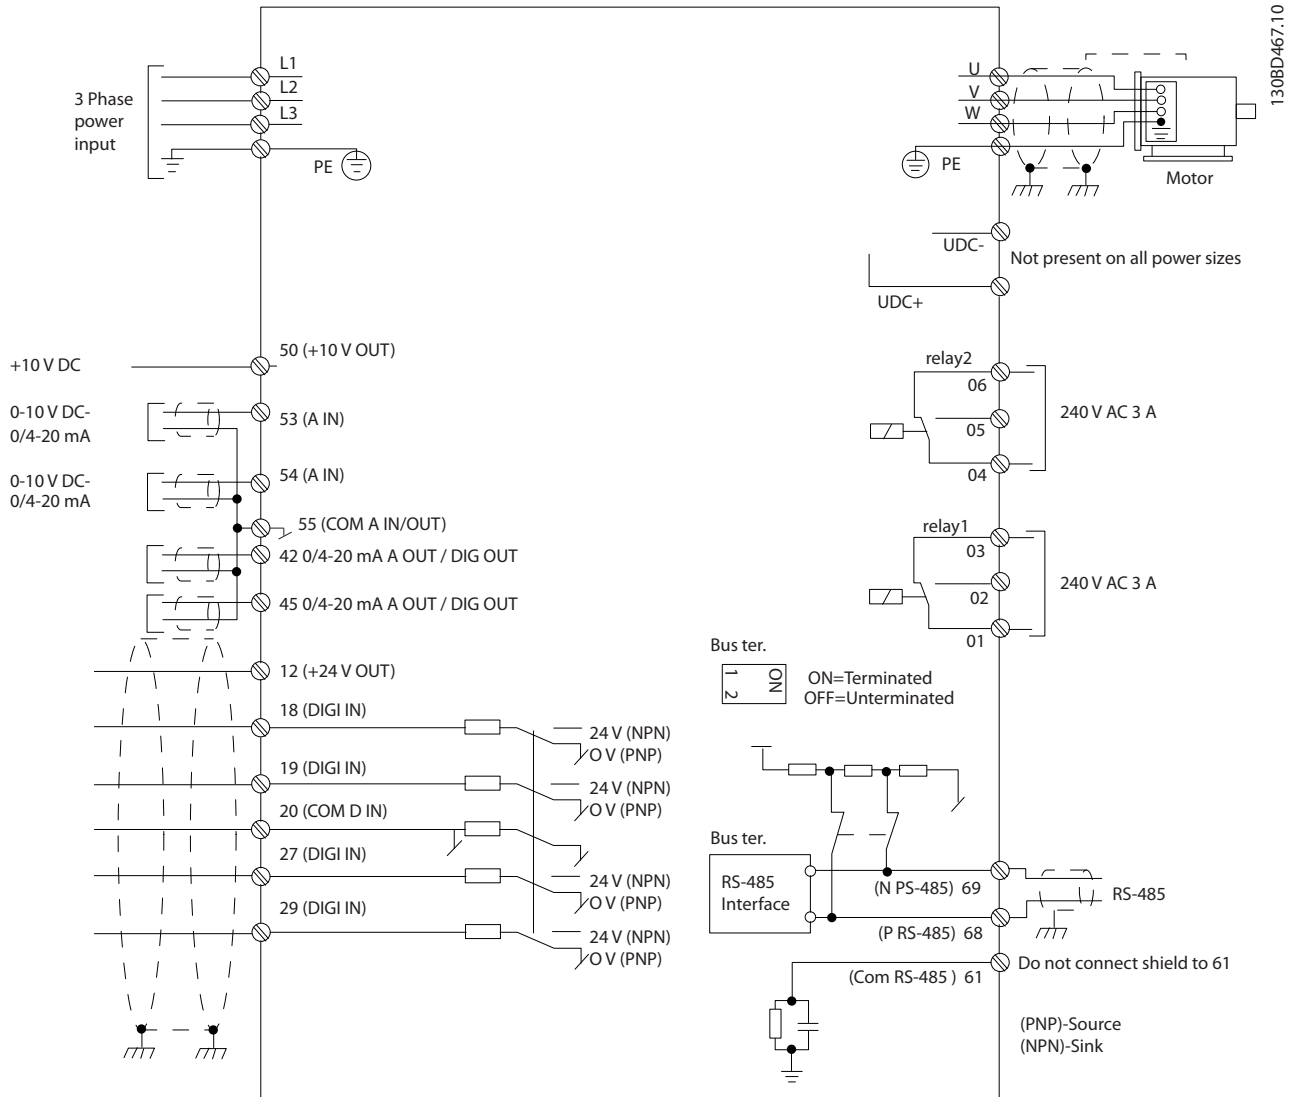 130BD467.10
3 Phase
power
input
L1
L2
L3
PE
U
V
W
PE
Motor
UDC-
Not present on all power sizes
UDC+
+10 V DC
50 (+10 V OUT)
0-10 V DC-
0/4-20 mA
53 (A IN)
0-10 V DC-
0/4-20 mA
54 (A IN)
55 (COM A IN/OUT)
42 0/4-20 mA A OUT / DIG OUT
45 0/4-20 mA A OUT / DIG OUT
12 (+24 V OUT)
18 (DIGI IN)
24 V (NPN)
O V (PNP)
19 (DIGI IN)
24 V (NPN)
O V (PNP)
20 (COM D IN)
27 (DIGI IN)
24 V (NPN)
O V (PNP)
29 (DIGI IN)
24 V (NPN)
O V (PNP)
relay2
06
05
04
240 V AC 3 A
relay1
03
02
01
240 V AC 3 A
Bus ter.
1 2
ON
ON=Terminated
OFF=Unterminated
Bus ter.
RS-485
Interface
(N PS-485) 69
RS-485
(P RS-485) 68
(Com RS-485 ) 61
Do not connect shield to 61
(PNP)-Source
(NPN)-Sink